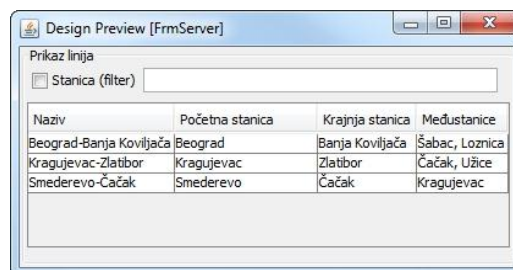 Design Preview [FrmServer]
Prikaz linija
Stanica (filter)
Naziv Početna stanica Krajnja stanica Međustanice
Beograd-Banja Koviljača Beograd Banja Koviljača Šabac, Loznica
Kragujevac-Zlatibor Kragujevac Zlatibor Čačak, Užice
Smederevo-Čačak Smederevo Čačak Kragujevac